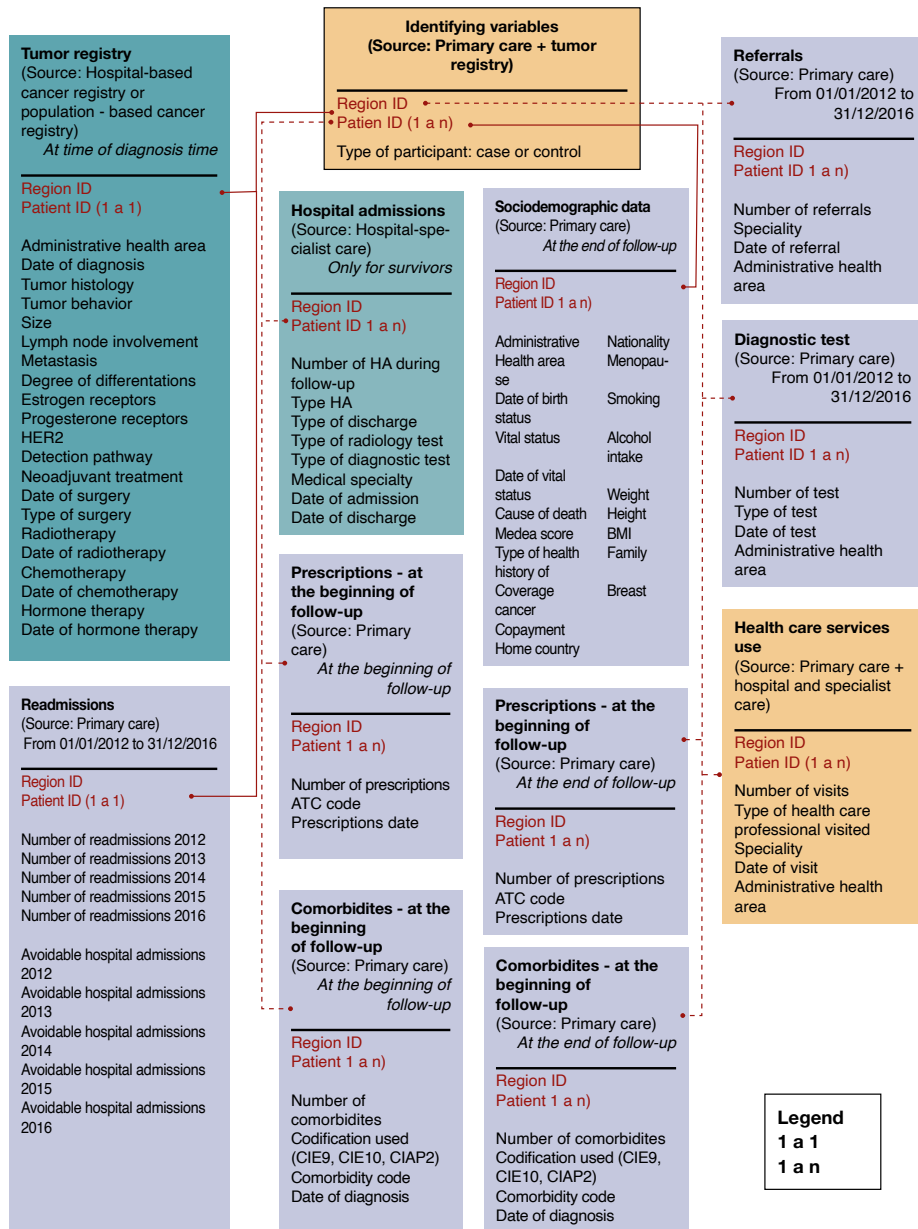 Identifying variables
(Source: Primary care + tumor
registry)
Region ID
Patien ID (1 a n)
Type of participant: case or control
Tumor registry
(Source: Hospital-based
cancer registry or
population - based cancer
registry)
At time of diagnosis time
Region ID
Patient ID (1 a 1)
Administrative health area
Date of diagnosis
Tumor histology
Tumor behavior
Size
Lymph node involvement
Metastasis
Degree of differentations
Estrogen receptors
Progesterone receptors
HER2
Detection pathway
Neoadjuvant treatment
Date of surgery
Type of surgery
Radiotherapy
Date of radiotherapy
Chemotherapy
Date of chemotherapy
Hormone therapy
Date of hormone therapy
Readmissions
(Source: Primary care)
From 01/01/2012 to 31/12/2016
Region ID
Patient ID (1 a 1)
Number of readmissions 2012
Number of readmissions 2013
Number of readmissions 2014
Number of readmissions 2015
Number of readmissions 2016
Avoidable hospital admissions
2012
Avoidable hospital admissions
2013
Avoidable hospital admissions
2014
Avoidable hospital admissions
2015
Avoidable hospital admissions
2016
Hospital admissions
(Source: Hospital-spe-
cialist care)
Only for survivors
Region ID
Patient ID 1 a n)
Number of HA during
follow-up
Type HA
Type of discharge
Type of radiology test
Type of diagnostic test
Medical specialty
Date of admission
Date of discharge
Prescriptions - at
the beginning of
follow-up
(Source: Primary
care)
At the beginning of
follow-up
Region ID
Patient 1 a n)
Number of prescriptions
ATC code
Prescriptions date
Comorbidites - at the
beginning
of follow-up
(Source: Primary care)
At the beginning of
follow-up
Region ID
Patient 1 a n)
Number of
comorbidites
Codification used
(CIE9, CIE10, CIAP2)
Comorbidity code
Date of diagnosis
Sociodemographic data
(Source: Primary care)
At the end of follow-up
Region ID
Patient ID 1 a n)
Administrative Nationality
Health area Menopau-
se
Date of birth Smoking
status
Vital status Alcohol
intake
Date of vital
status Weight
Cause of death Height
Medea score BMI
Type of health Family
history of
Coverage Breast
cancer
Copayment
Home country
Prescriptions - at the
beginning of
follow-up
(Source: Primary care)
At the end of follow-up
Region ID
Patient 1 a n)
Number of prescriptions
ATC code
Prescriptions date
Comorbidites - at the
beginning of
follow-up
(Source: Primary care)
At the end of follow-up
Region ID
Patient 1 a n)
Number of comorbidites
Codification used (CIE9,
CIE10, CIAP2)
Comorbidity code
Date of diagnosis
Referrals
(Source: Primary care)
From 01/01/2012 to
31/12/2016
Region ID
Patient ID 1 a n)
Number of referrals
Speciality
Date of referral
Administrative health
area
Diagnostic test
(Source: Primary care)
From 01/01/2012 to
31/12/2016
Region ID
Patient ID 1 a n)
Number of test
Type of test
Date of test
Administrative health
area
Health care services
use
(Source: Primary care +
hospital and specialist
care)
Region ID
Patien ID (1 a n)
Number of visits
Type of health care
professional visited
Speciality
Date of visit
Administrative health
area
Legend
1 a 1
1 a n